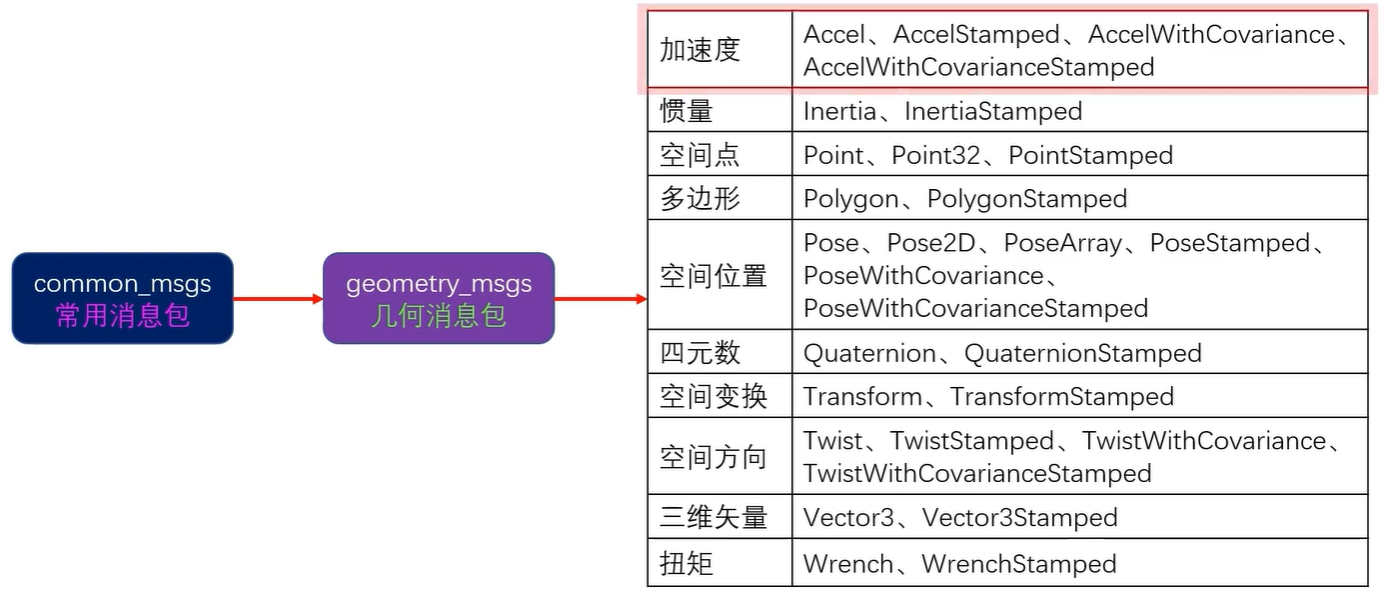 common_msgs
常用消息包
geometry_msgs
几何消息包
加速度
Accel、AccelStamped、AccelWithCovariance、
AccelWithCovarianceStamped
惯量
Inertia、InertiaStamped
空间点
Point、Point32、PointStamped
多边形
Polygon、PolygonStamped
空间位置
Pose、Pose2D、PoseArray、PoseStamped、
PoseWithCovariance、
PoseWithCovarianceStamped
四元数
Quaternion、QuaternionStamped
空间变换
Transform、TransformStamped
空间方向
Twist、TwistStamped、TwistWithCovariance、
TwistWithCovarianceStamped
三维矢量
Vector3、Vector3Stamped
扭矩
Wrench、WrenchStamped